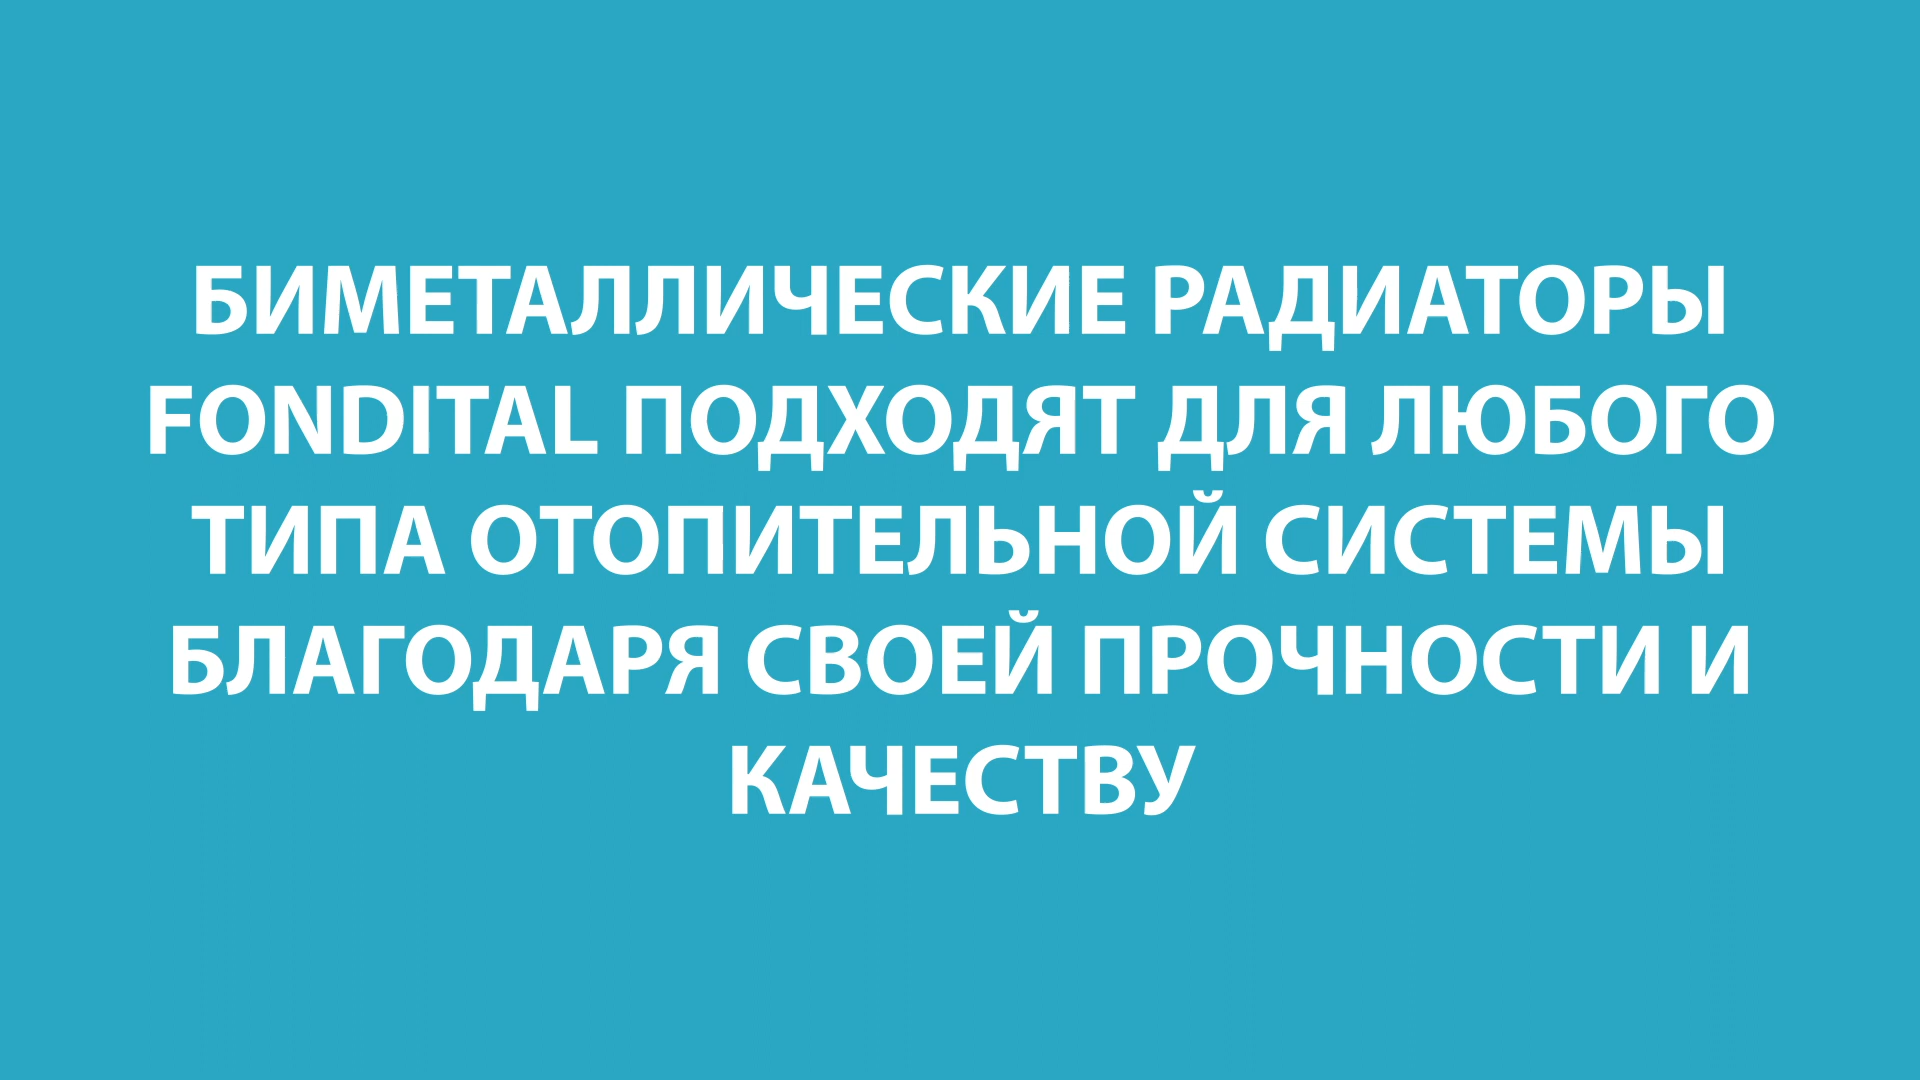 БИМЕТАЛЛИЧЕСКИЕ РАДИАТОРЫ
FONDITAL ПОДХОДЯТ ДЛЯ ЛЮБОГО
ТИПА ОТОПИТЕЛЬНОЙ СИСТЕМЫ
БЛАГОДАРЯ СВОЕЙ ПРОЧНОСТИ И
КАЧЕСТВУ